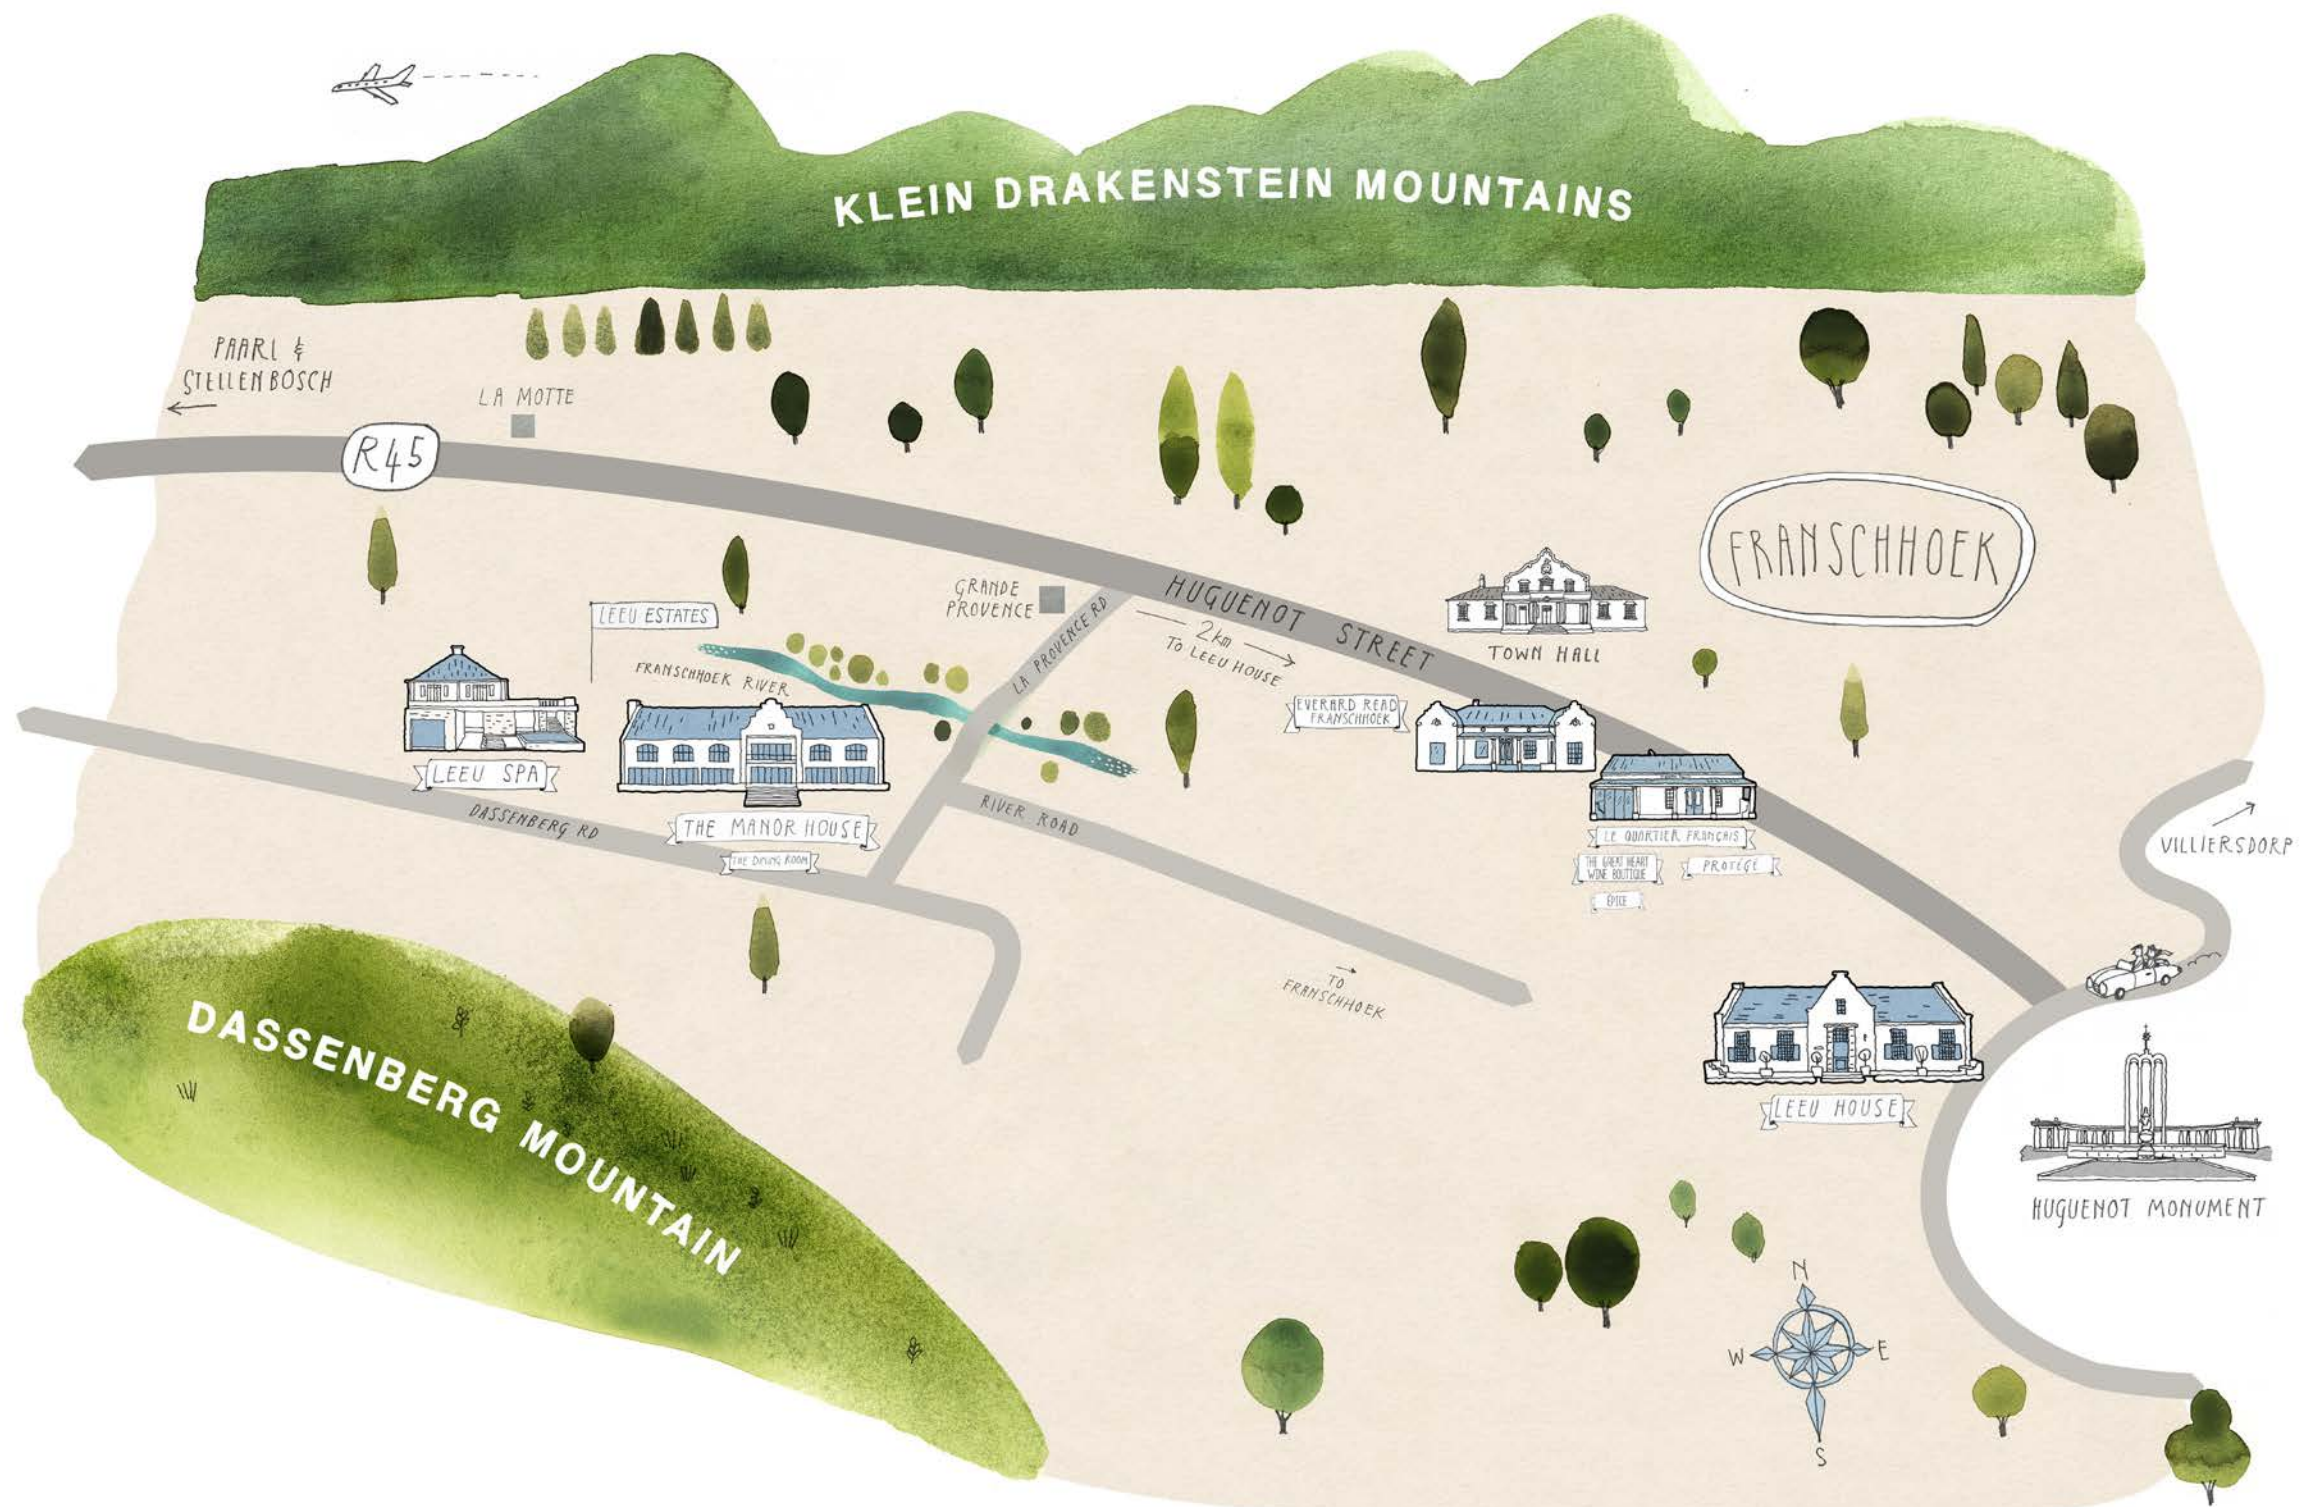 KLEIN DRAKENSTEIN MOUNTAINS
PAARL &
STELLENBOSCH
LA MOTTE
R45
FRANSCHHOEK
GRANDE
PROVENCE
LA PROVENCE RD
HUGUENOT STREET
2km
TO LEEU HOUSE
TOWN HALL
LEEU ESTATES
FRANSCHHOEK RIVER
EVERARD READ
FRANSCHHOEK
LEEU SPA
DASSENBERG RD
THE MANOR HOUSE
THE DINING ROOM
RIVER ROAD
LE QUARTIER FRANÇAIS
THE GREAT HEART
WINE BOUTIQUE
PROTÉGÉ
ÉPICE
VILLIERSDORP
TO
FRANSCHHOEK
DASSENBERG MOUNTAIN
LEEU HOUSE
HUGUENOT MONUMENT
N
W
E
S